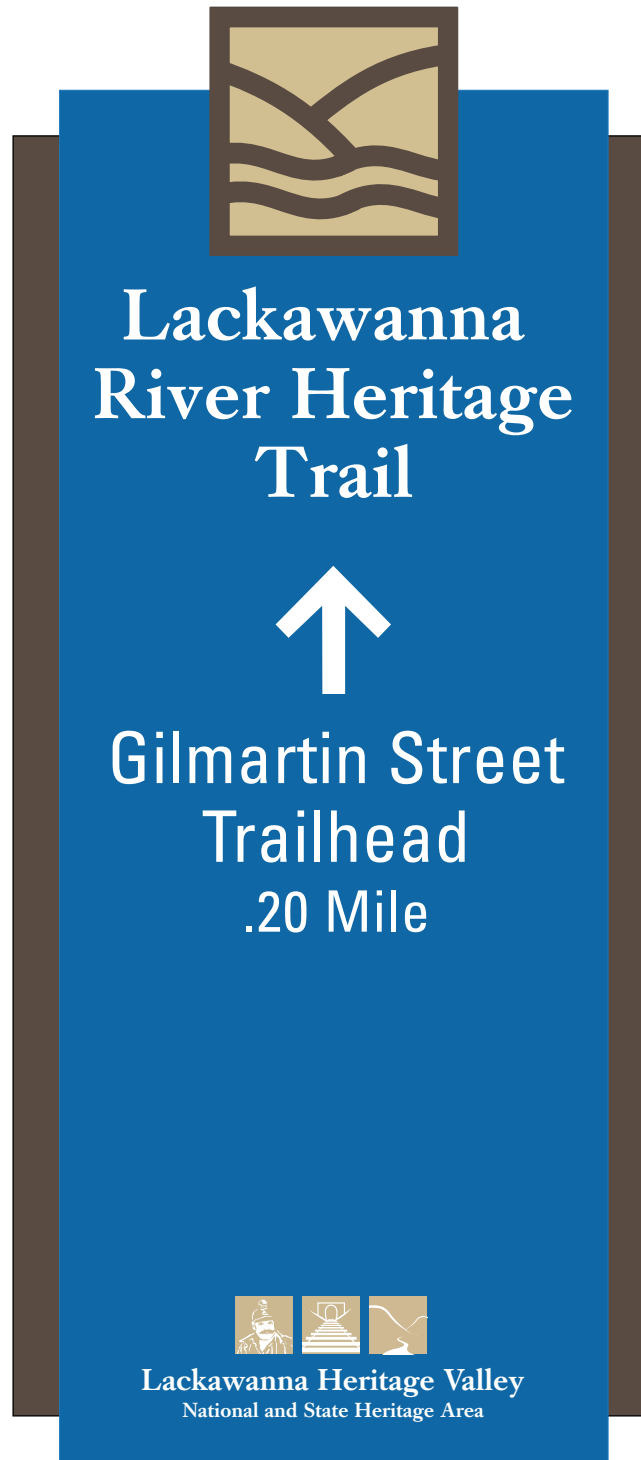 Lackawanna
River Heritage
Trail
Gilmartin Street
Trailhead
.20 Mile
Lackawanna Heritage Valley
National and State Heritage Area